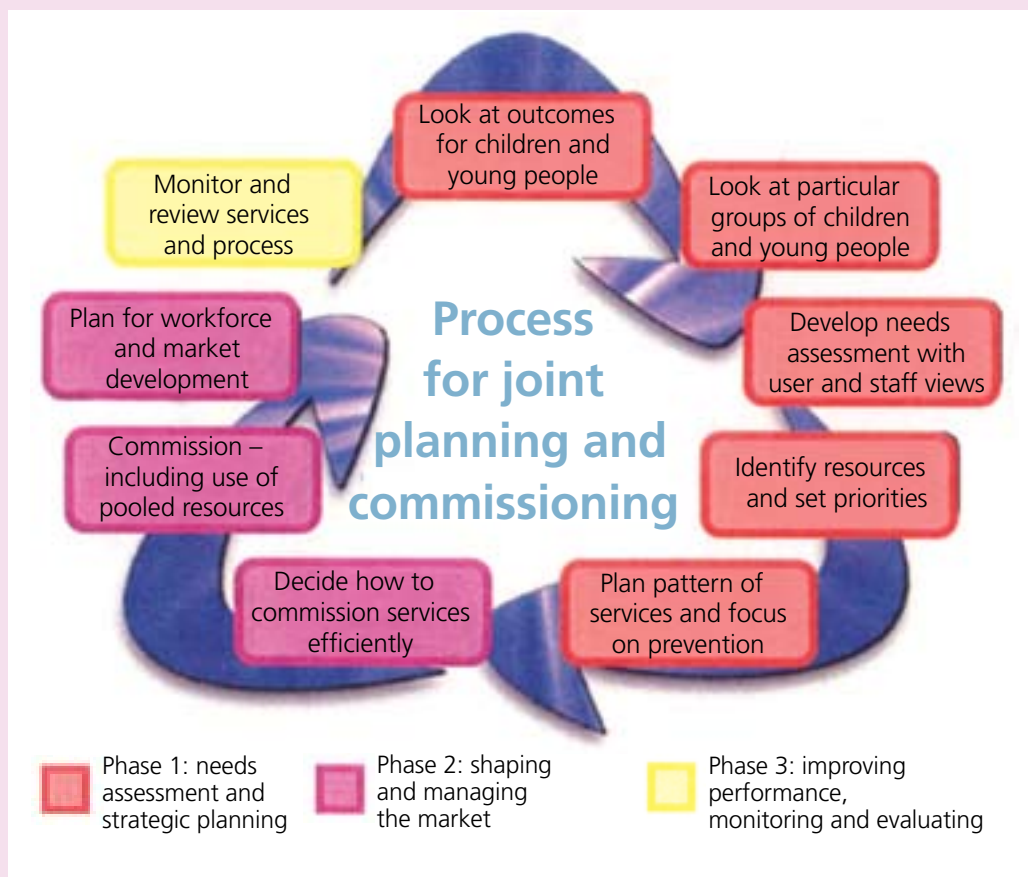 Look at outcomes
for children and
young people
Look at particular
groups of children
and young people
Develop needs
assessment with
user and staff views
Identify resources
and set priorities
Plan pattern of
services and focus
on prevention
Decide how to
commission services
efficiently
Commission –
including use of
pooled resources
Plan for workforce
and market
development
Monitor and
review services
and process
Process
for joint
planning and
commissioning
Phase 1: needs
assessment and
strategic planning
Phase 2: shaping
and managing
the market
Phase 3: improving
performance,
monitoring and evaluating